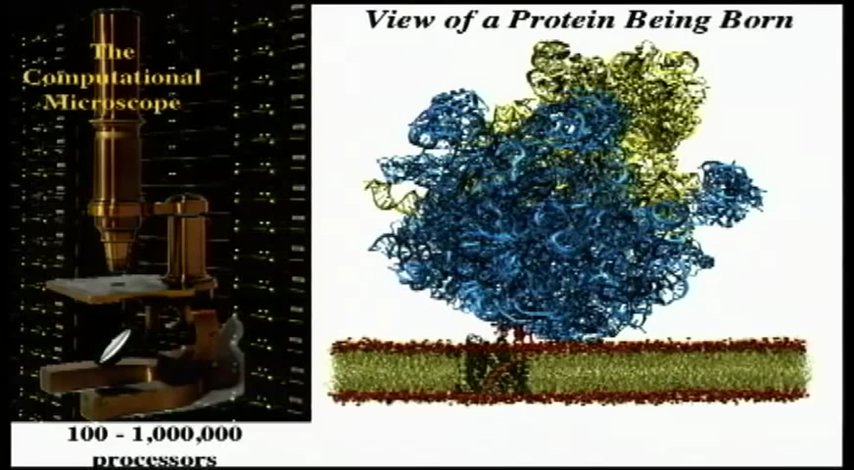 The
Computational
Microscope
View of a Protein Being Born
100 - 1,000,000
processors